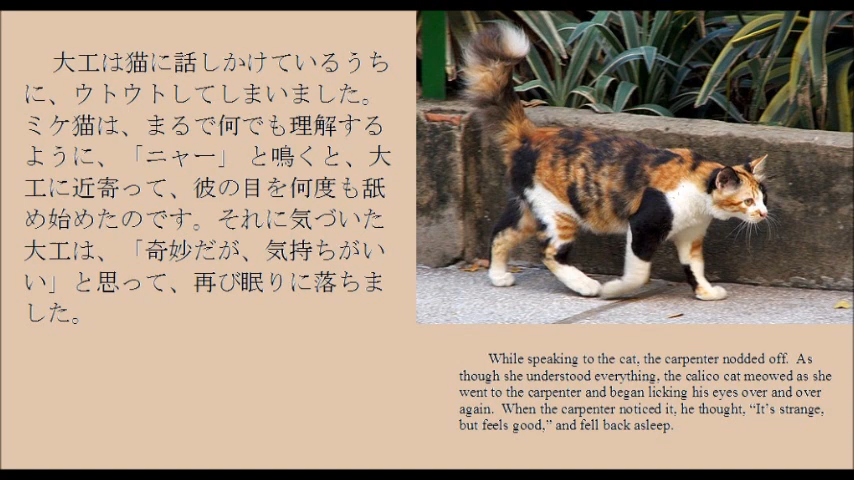 大工は猫に話しかけているうち
に、ウトウトしてしまいました。
ミケ猫は、まるで何でも理解する
ように、「ニャー」と鳴くと、大
工に近寄って、彼の目を何度も舐
め始めたのです。それに気づいた
大工は、「奇妙だが、気持ちがい
い」と思って、再び眠りに落ちま
した。
While speaking to the cat, the carpenter nodded off. As
though she understood everything, the calico cat meowed as she
went to the carpenter and began licking his eyes over and over
again. When the carpenter noticed it, he thought, “It’s strange,
but feels good,” and fell back asleep.